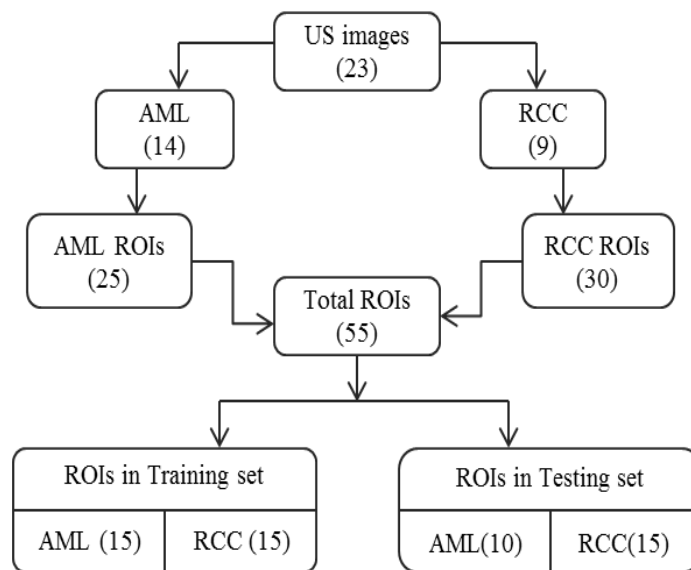 US images
(23)
AML
(14)
RCC
(9)
AML ROIs
(25)
RCC ROIs
(30)
Total ROIs
(55)
ROIs in Training set
AML (15)
RCC (15)
ROIs in Testing set
AML(10)
RCC(15)